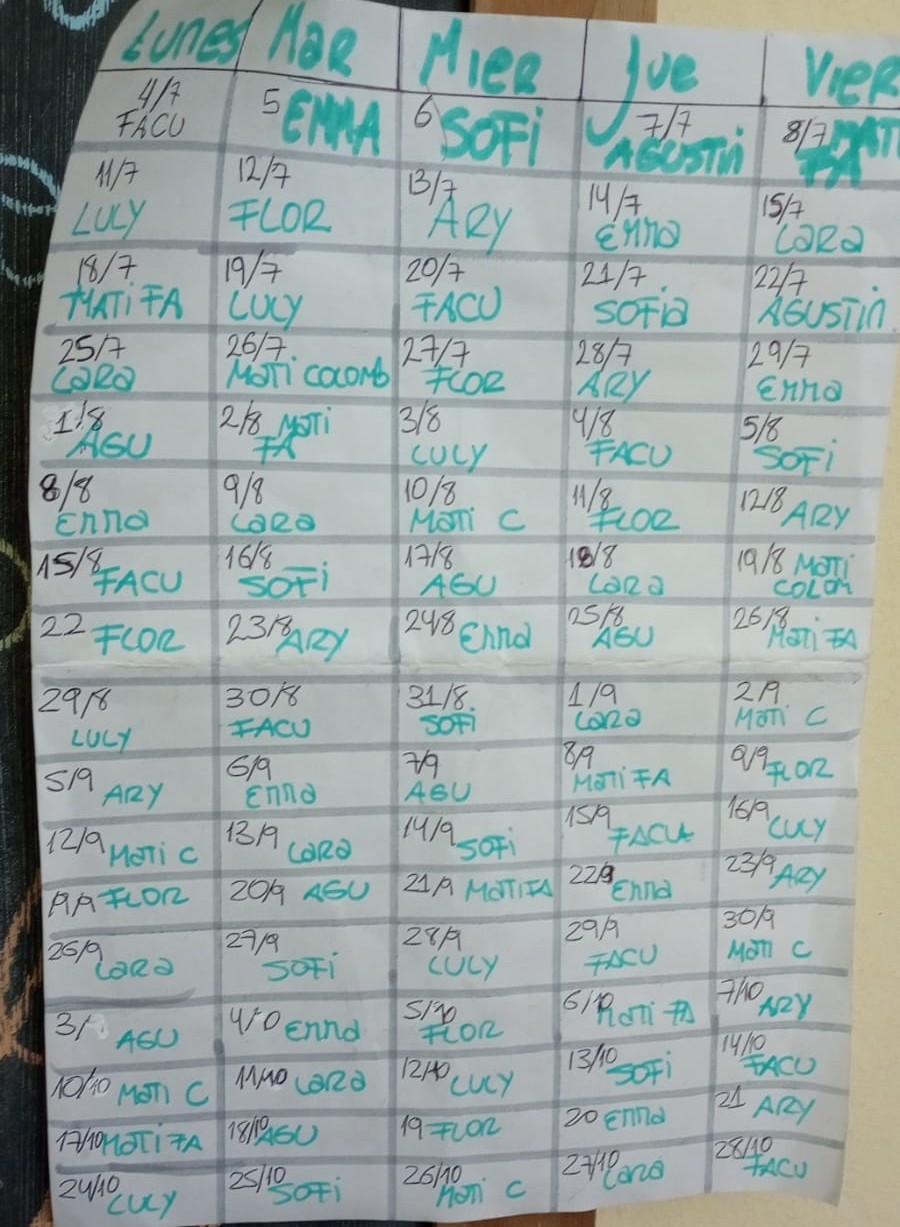 Lunes Mar Mier Jue Vier
4/7 5 6 7/7 8/7
FACU EMMA SOFi AGUSTiN MATi FA
11/7 12/7 13/7 14/7 15/7
LULY FLOR ARY Emma Lara
18/7 19/7 20/7 21/7 22/7
MATi FA LULY FACU SOFia AGUSTiN
25/7 26/7 27/7 28/7 29/7
Lara Mati COLOMb FLOR ARY Emma
1/8 2/8 Mati 3/8 4/8 5/8
AGU FA LULY FACU SOFi
8/8 9/8 10/8 11/8 12/8
Emma Lara Mati C FLOR ARY
15/8 16/8 17/8 18/8 19/8 Mati
FACU SOFi AGU Lara COLOM
22 23/8 24/8 25/8 26/8
FLOR ARY Emma AGU Mati FA
29/8 30/8 31/8 1/9 2/9
LULY FACU SOFi Lara Mati C
5/9 6/9 7/9 8/9 9/9
ARY Emma AGU Mati FA FLOR
12/9 13/9 14/9 15/9 16/9
Mati C Lara SOFi FACU LULY
FLOR 20/9 AGU 21/9 MATi FA 22/9 Emma 23/9 ARY
26/9 27/9 28/9 29/9 30/9
Lara SOFi LULY FACU Mati C
3/ 4/10 5/10 6/10 7/10
AGU Emma FLOR Mati FA ARY
10/10 11/10 12/10 13/10 14/10
Mati C Lara LULY SOFi FACU
17/10 Mati FA 18/10 AGU 19 FLOR 20 Emma 21 ARY
24/10 25/10 26/10 27/10 28/10
LULY SOFi Mati C Lara FACU